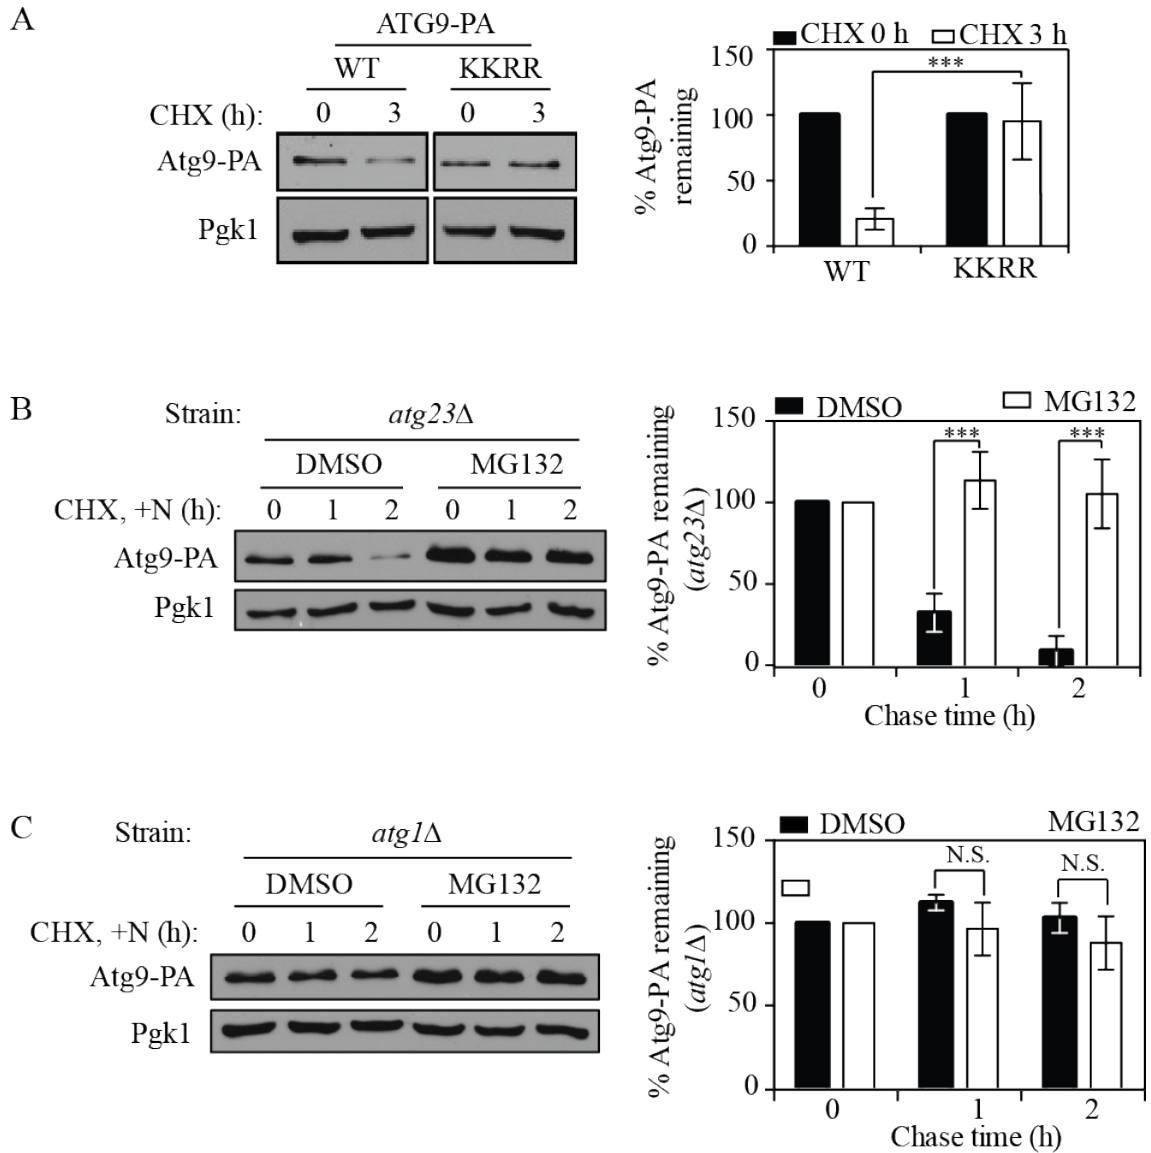 A
ATG9-PA
WT KKRR
CHX (h): 0 3 0 3
Atg9-PA
Pgk1
CHX 0 h CHX 3 h
% Atg9-PA
remaining
150
100
50
0
***
WT KKRR
B
Strain: atg23Δ
DMSO MG132
CHX, +N (h): 0 1 2 0 1 2
Atg9-PA
Pgk1
DMSO MG132
% Atg9-PA remaining
(atg23Δ)
150
100
50
0
*** ***
0 1 2
Chase time (h)
C
Strain: atg1Δ
DMSO MG132
CHX, +N (h): 0 1 2 0 1 2
Atg9-PA
Pgk1
DMSO MG132
% Atg9-PA remaining
(atg1Δ)
150
100
50
0
N.S. N.S.
0 1 2
Chase time (h)